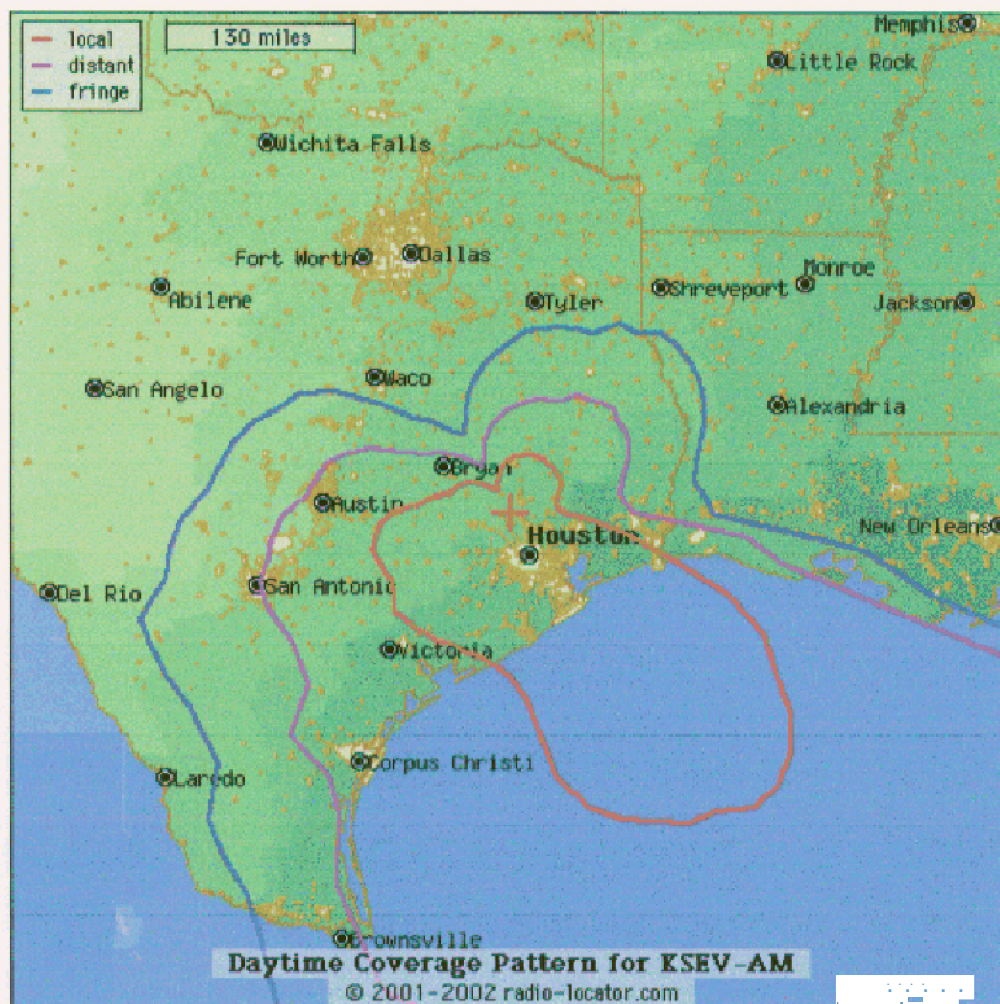 local
distant
fringe
130 miles
Memphis
Little Rock
Wichita Falls
Fort Worth
Dallas
Monroe
Abilene
Tyler
Shreveport
Jackson
San Angelo
Waco
Alexandria
Bryan
Austin
New Orleans
Houston
Del Rio
San Antonio
Victoria
Corpus Christi
Laredo
Brownsville
Daytime Coverage Pattern for KSEV-AM
© 2001-2002 radio-locator.com